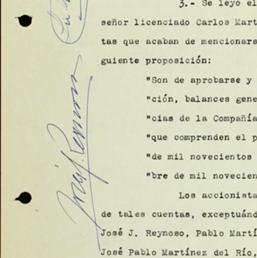 3.- Se leyó el
señor licenciado Carlos Mart
tas que acaban de mencionars
guiente proposición:
"Son de aprobarse y
"ción, balances gene
"cias de la Compañía
"que comprenden el p
"de mil novecientos
"bre de mil novecien
Los accionista
de tales cuentas, exceptuánd
José J. Reynoso, Pablo Martí
José Pablo Martínez del Río,
José J. Reynoso